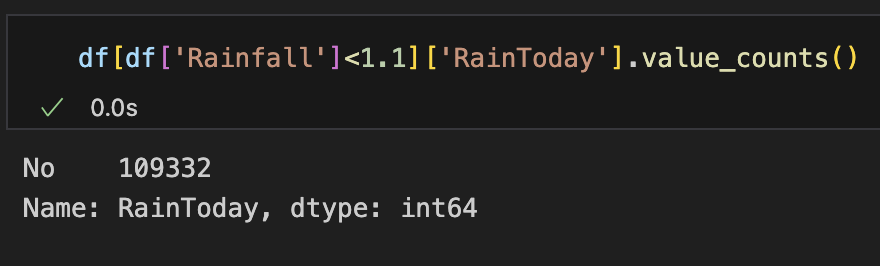 df[df['Rainfall']<1.1]['RainToday'].value_counts()
✓ 0.0s
No    109332
Name: RainToday, dtype: int64